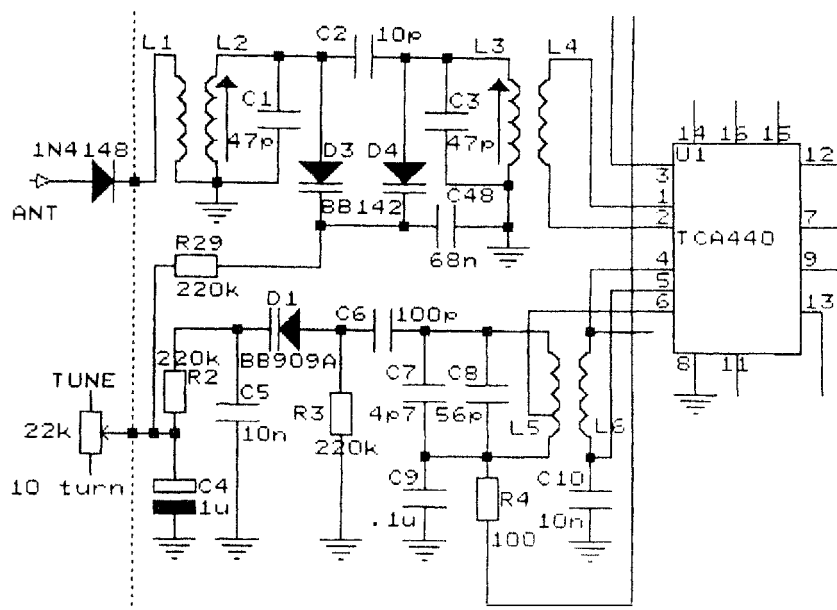 L1
L2
C2
10p
L3
L4
C1
47p
C3
47p
14
16
15
U1
12
3
1
2
TCA440
7
4
5
9
6
13
8
11
1N4148
ANT
D3
D4
BB142
C48
68n
R29
220k
D1
BB909A
C6
100p
220k
R2
TUNE
22k
10 turn
C5
10n
R3
220k
C7
4p7
C8
56p
L5
L6
C4
1u
C9
.1u
R4
100
C10
10n